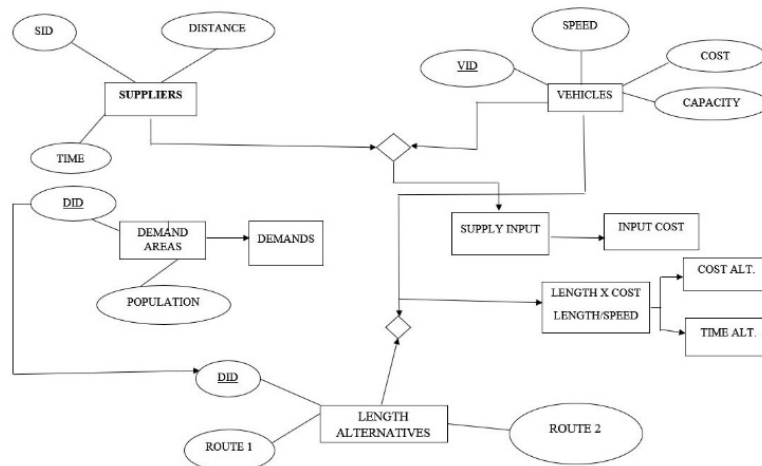 SPEED
SID
DISTANCE
COST
VID
SUPPLIERS
VEHICLES
CAPACITY
TIME
DID
SUPPLY INPUT
INPUT COST
DEMAND
AREAS
DEMANDS
COST ALT.
LENGTH X COST
LENGTH/SPEED
POPULATION
TIME ALT.
DID
LENGTH
ALTERNATIVES
ROUTE 2
ROUTE 1